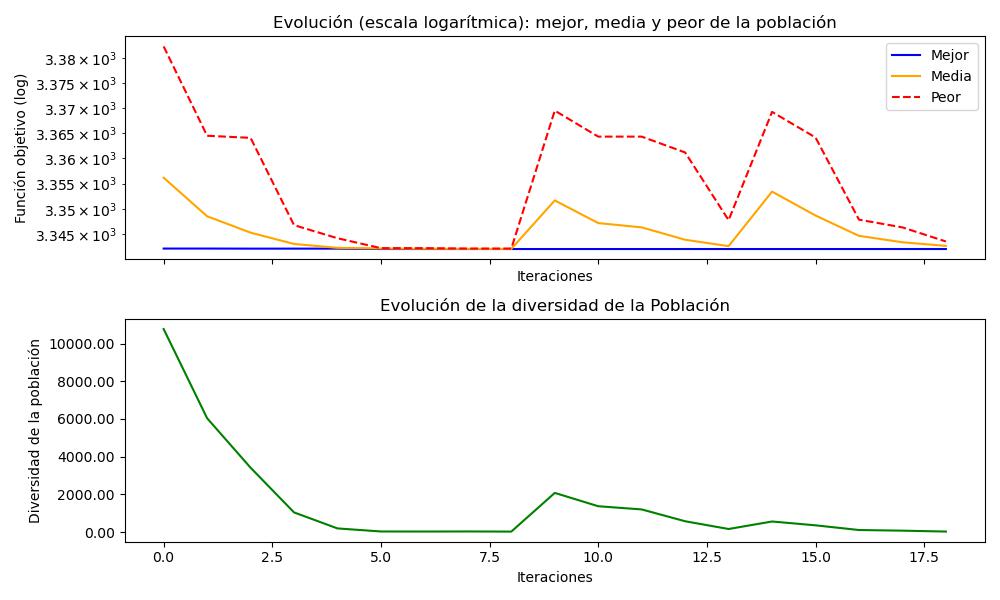 Evolución (escala logarítmica): mejor, media y peor de la población
Función objetivo (log)
3.38 × 10³
3.375 × 10³
3.37 × 10³
3.365 × 10³
3.36 × 10³
3.355 × 10³
3.35 × 10³
3.345 × 10³
Mejor
Media
Peor
Iteraciones
Evolución de la diversidad de la Población
Diversidad de la población
10000.00
8000.00
6000.00
4000.00
2000.00
0.00
0.0 2.5 5.0 7.5 10.0 12.5 15.0 17.5
Iteraciones